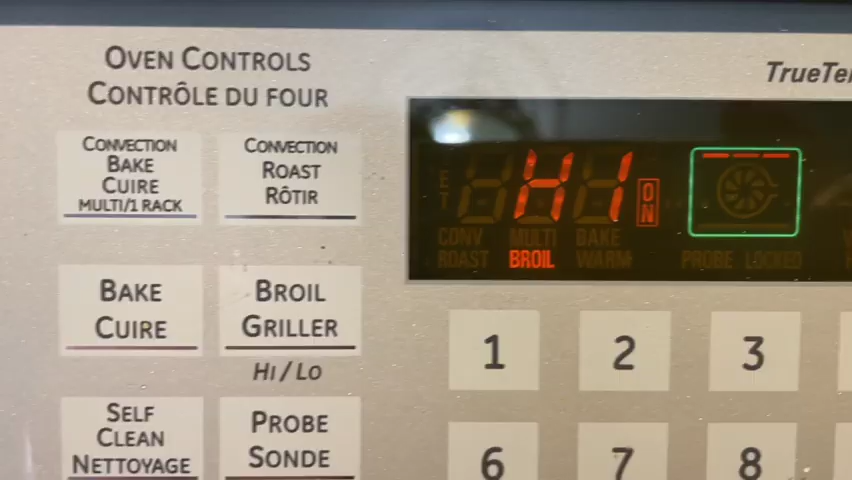 OVEN CONTROLS
CONTRÔLE DU FOUR
CONVECTION
BAKE
CUIRE
MULTI/1 RACK
CONVECTION
ROAST
RÔTIR
BAKE
CUIRE
BROIL
GRILLER
HI/LO
SELF
CLEAN
NETTOYAGE
PROBE
SONDE
HI
ON
CONV MULTI BAKE
ROAST BROIL WARM
PROBE LOCKED
1 2 3
6 7 8